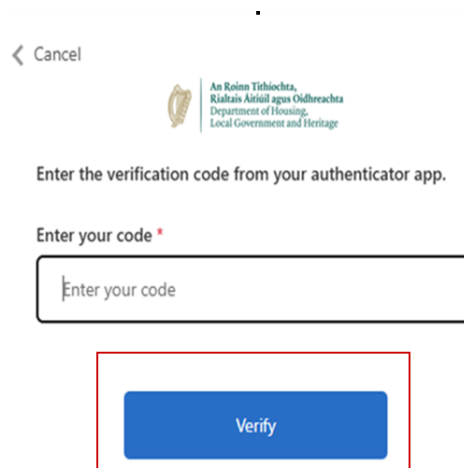 Cancel
An Roinn Tithíochta,
Rialtais Áitiúil agus Oidhreachta
Department of Housing,
Local Government and Heritage
Enter the verification code from your authenticator app.
Enter your code *
Enter your code
Verify